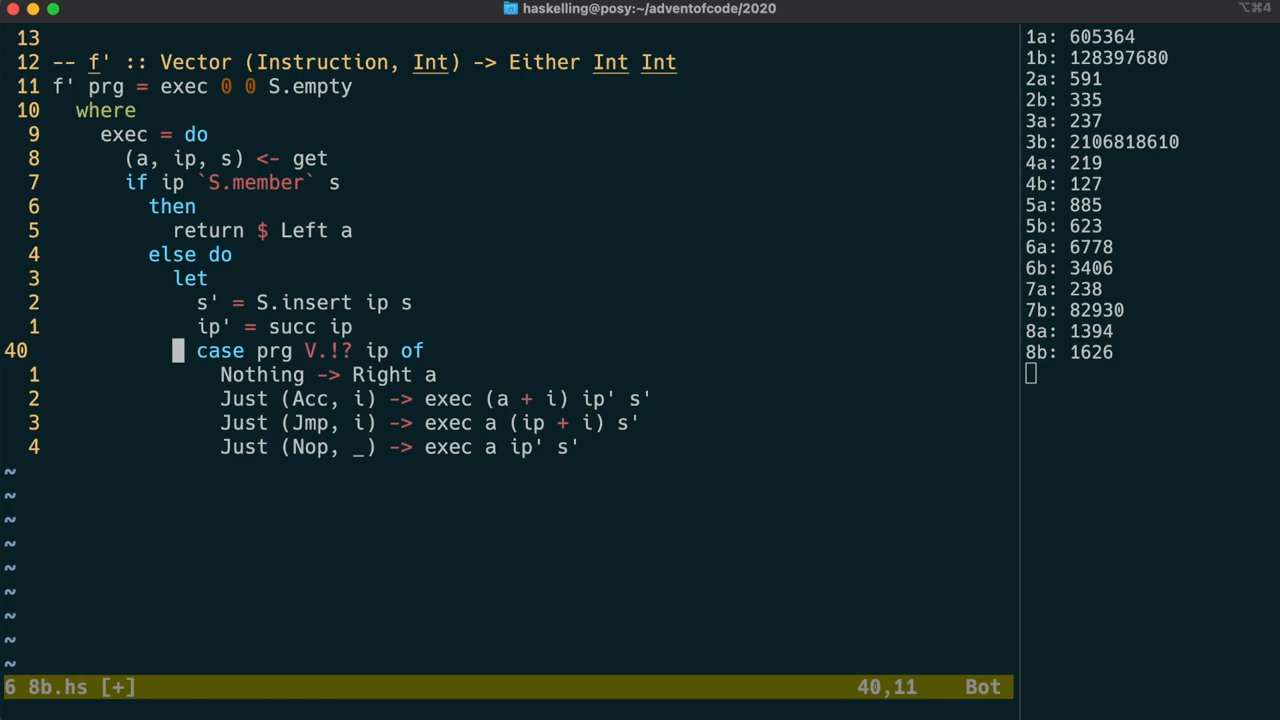 haskelling@posy:~/adventofcode/2020
⌥⌘4
13
12 -- f' :: Vector (Instruction, Int) -> Either Int Int
11 f' prg = exec 0 0 S.empty
10   where
9     exec = do
8       (a, ip, s) <- get
7       if ip `S.member` s
6         then
5           return $ Left a
4         else do
3           let
2             s' = S.insert ip s
1             ip' = succ ip
40            case prg V.!? ip of
1               Nothing -> Right a
2               Just (Acc, i) -> exec (a + i) ip' s'
3               Just (Jmp, i) -> exec a (ip + i) s'
4               Just (Nop, _) -> exec a ip' s'
~
~
~
~
~
~
~
~
~
6 8b.hs [+] 40,11 Bot
1a: 605364
1b: 128397680
2a: 591
2b: 335
3a: 237
3b: 2106818610
4a: 219
4b: 127
5a: 885
5b: 623
6a: 6778
6b: 3406
7a: 238
7b: 82930
8a: 1394
8b: 1626